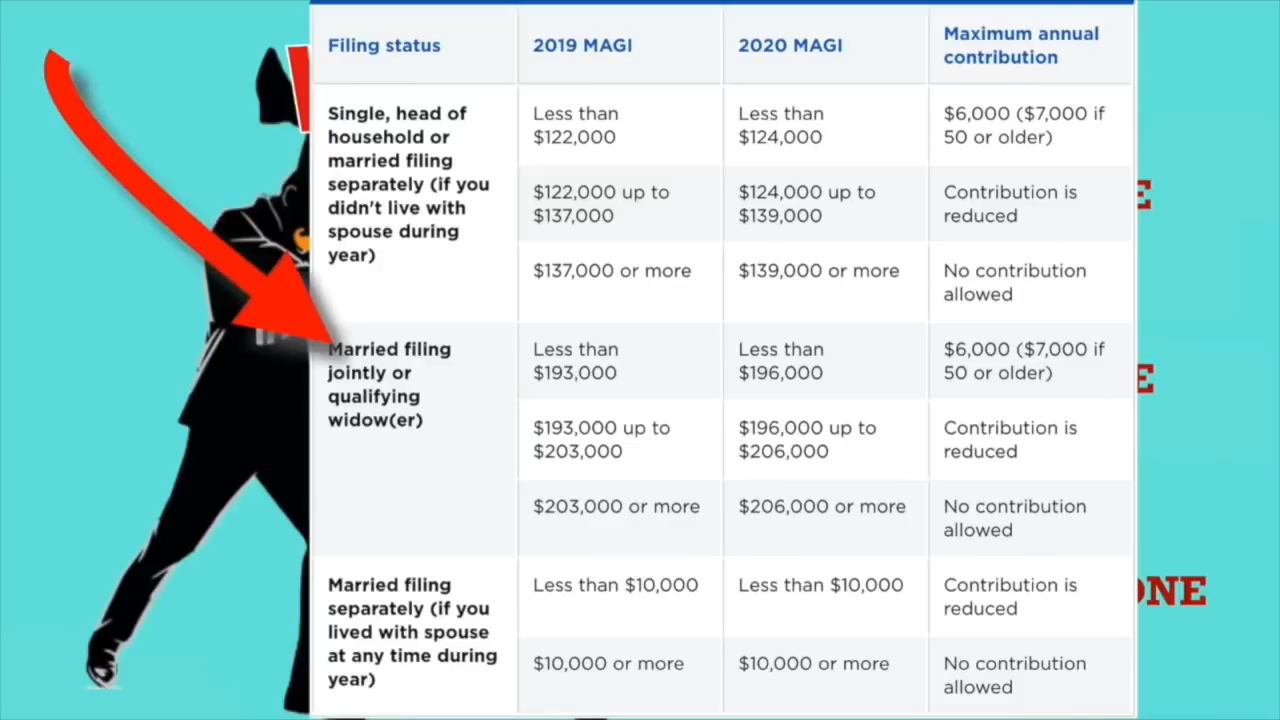 Filing status
2019 MAGI
2020 MAGI
Maximum annual
contribution
Single, head of
household or
married filing
separately (if you
didn't live with
spouse during
year)
Less than
$122,000
Less than
$124,000
$6,000 ($7,000 if
50 or older)
$122,000 up to
$137,000
$124,000 up to
$139,000
Contribution is
reduced
$137,000 or more
$139,000 or more
No contribution
allowed
Married filing
jointly or
qualifying
widow(er)
Less than
$193,000
Less than
$196,000
$6,000 ($7,000 if
50 or older)
$193,000 up to
$203,000
$196,000 up to
$206,000
Contribution is
reduced
$203,000 or more
$206,000 or more
No contribution
allowed
Married filing
separately (if you
lived with spouse
at any time during
year)
Less than $10,000
Less than $10,000
Contribution is
reduced
$10,000 or more
$10,000 or more
No contribution
allowed